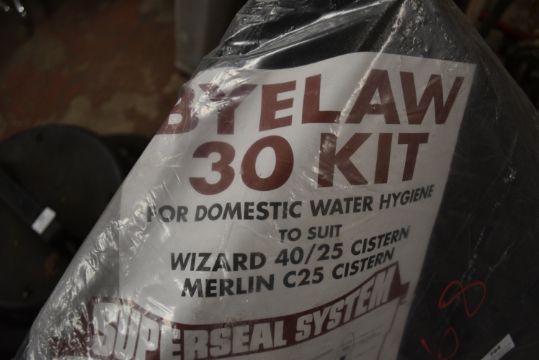 BYELAW
30 KIT
FOR DOMESTIC WATER HYGIENE
TO SUIT
WIZARD 40/25 CISTERN
MERLIN C25 CISTERN
SUPERSEAL SYSTEM